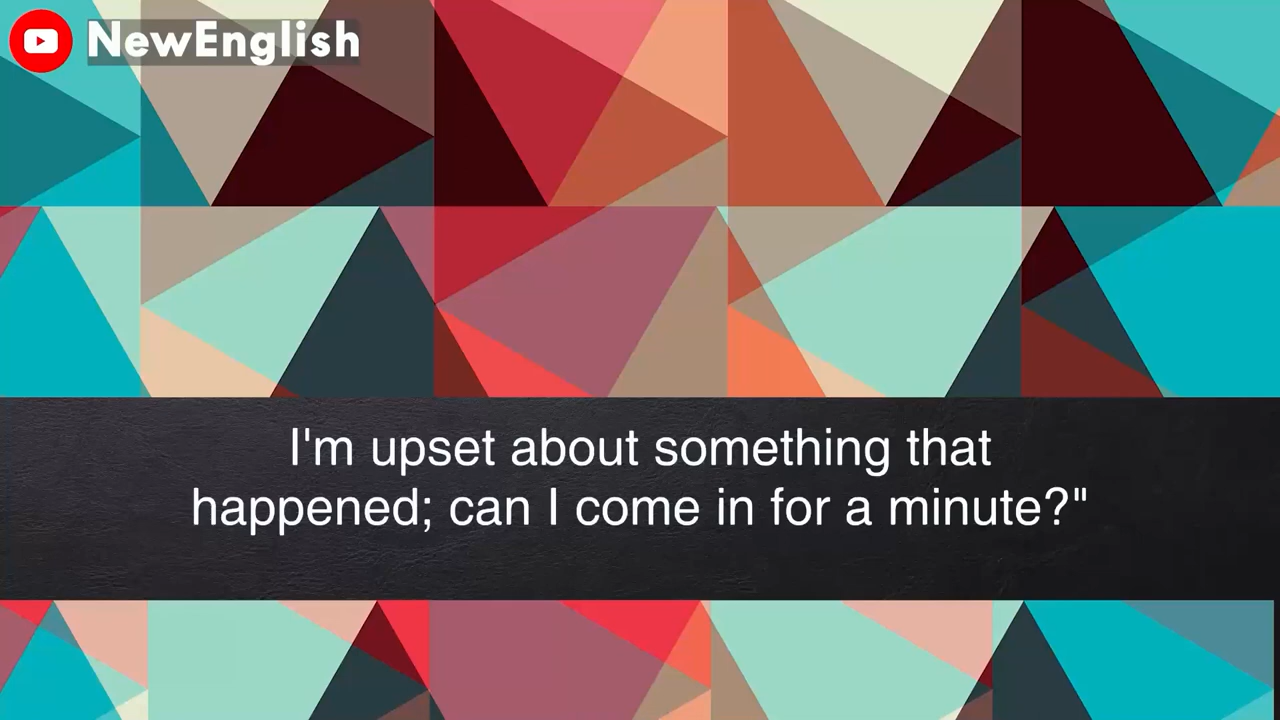 NewEnglish
I'm upset about something that
happened; can I come in for a minute?"